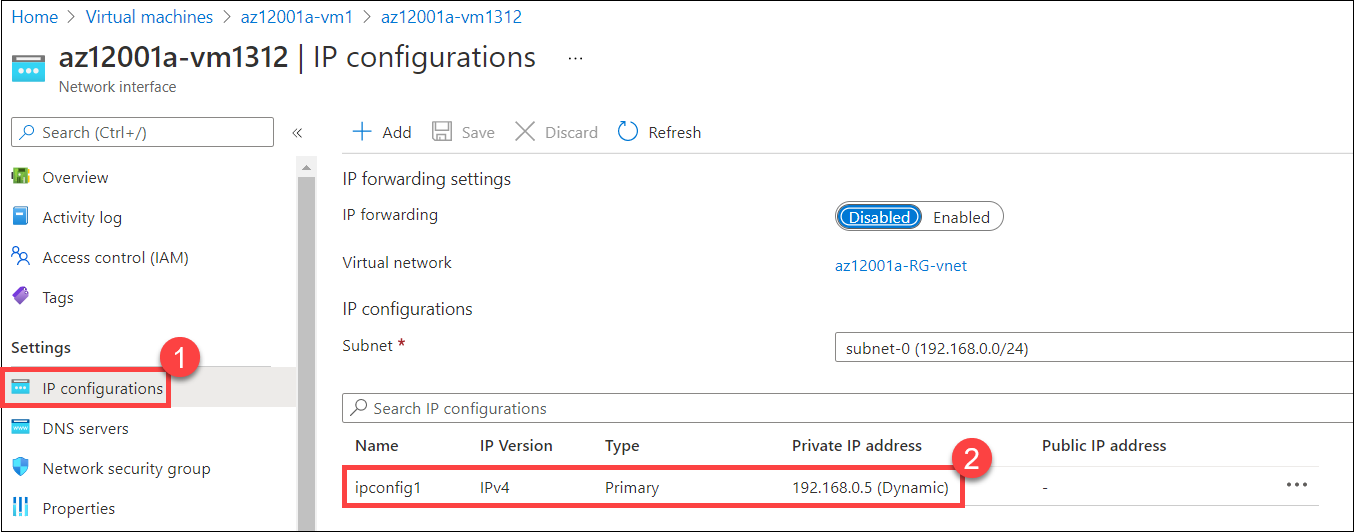 Home > Virtual machines > az12001a-vm1 > az12001a-vm1312
az12001a-vm1312 | IP configurations ...
Network interface
Search (Ctrl+/) «
Add Save Discard Refresh
Overview
Activity log
Access control (IAM)
Tags
Settings
1
IP configurations
DNS servers
Network security group
Properties
IP forwarding settings
IP forwarding Disabled Enabled
Virtual network az12001a-RG-vnet
IP configurations
Subnet * subnet-0 (192.168.0.0/24)
Search IP configurations
Name IP Version Type Private IP address Public IP address
2
ipconfig1 IPv4 Primary 192.168.0.5 (Dynamic) - ...